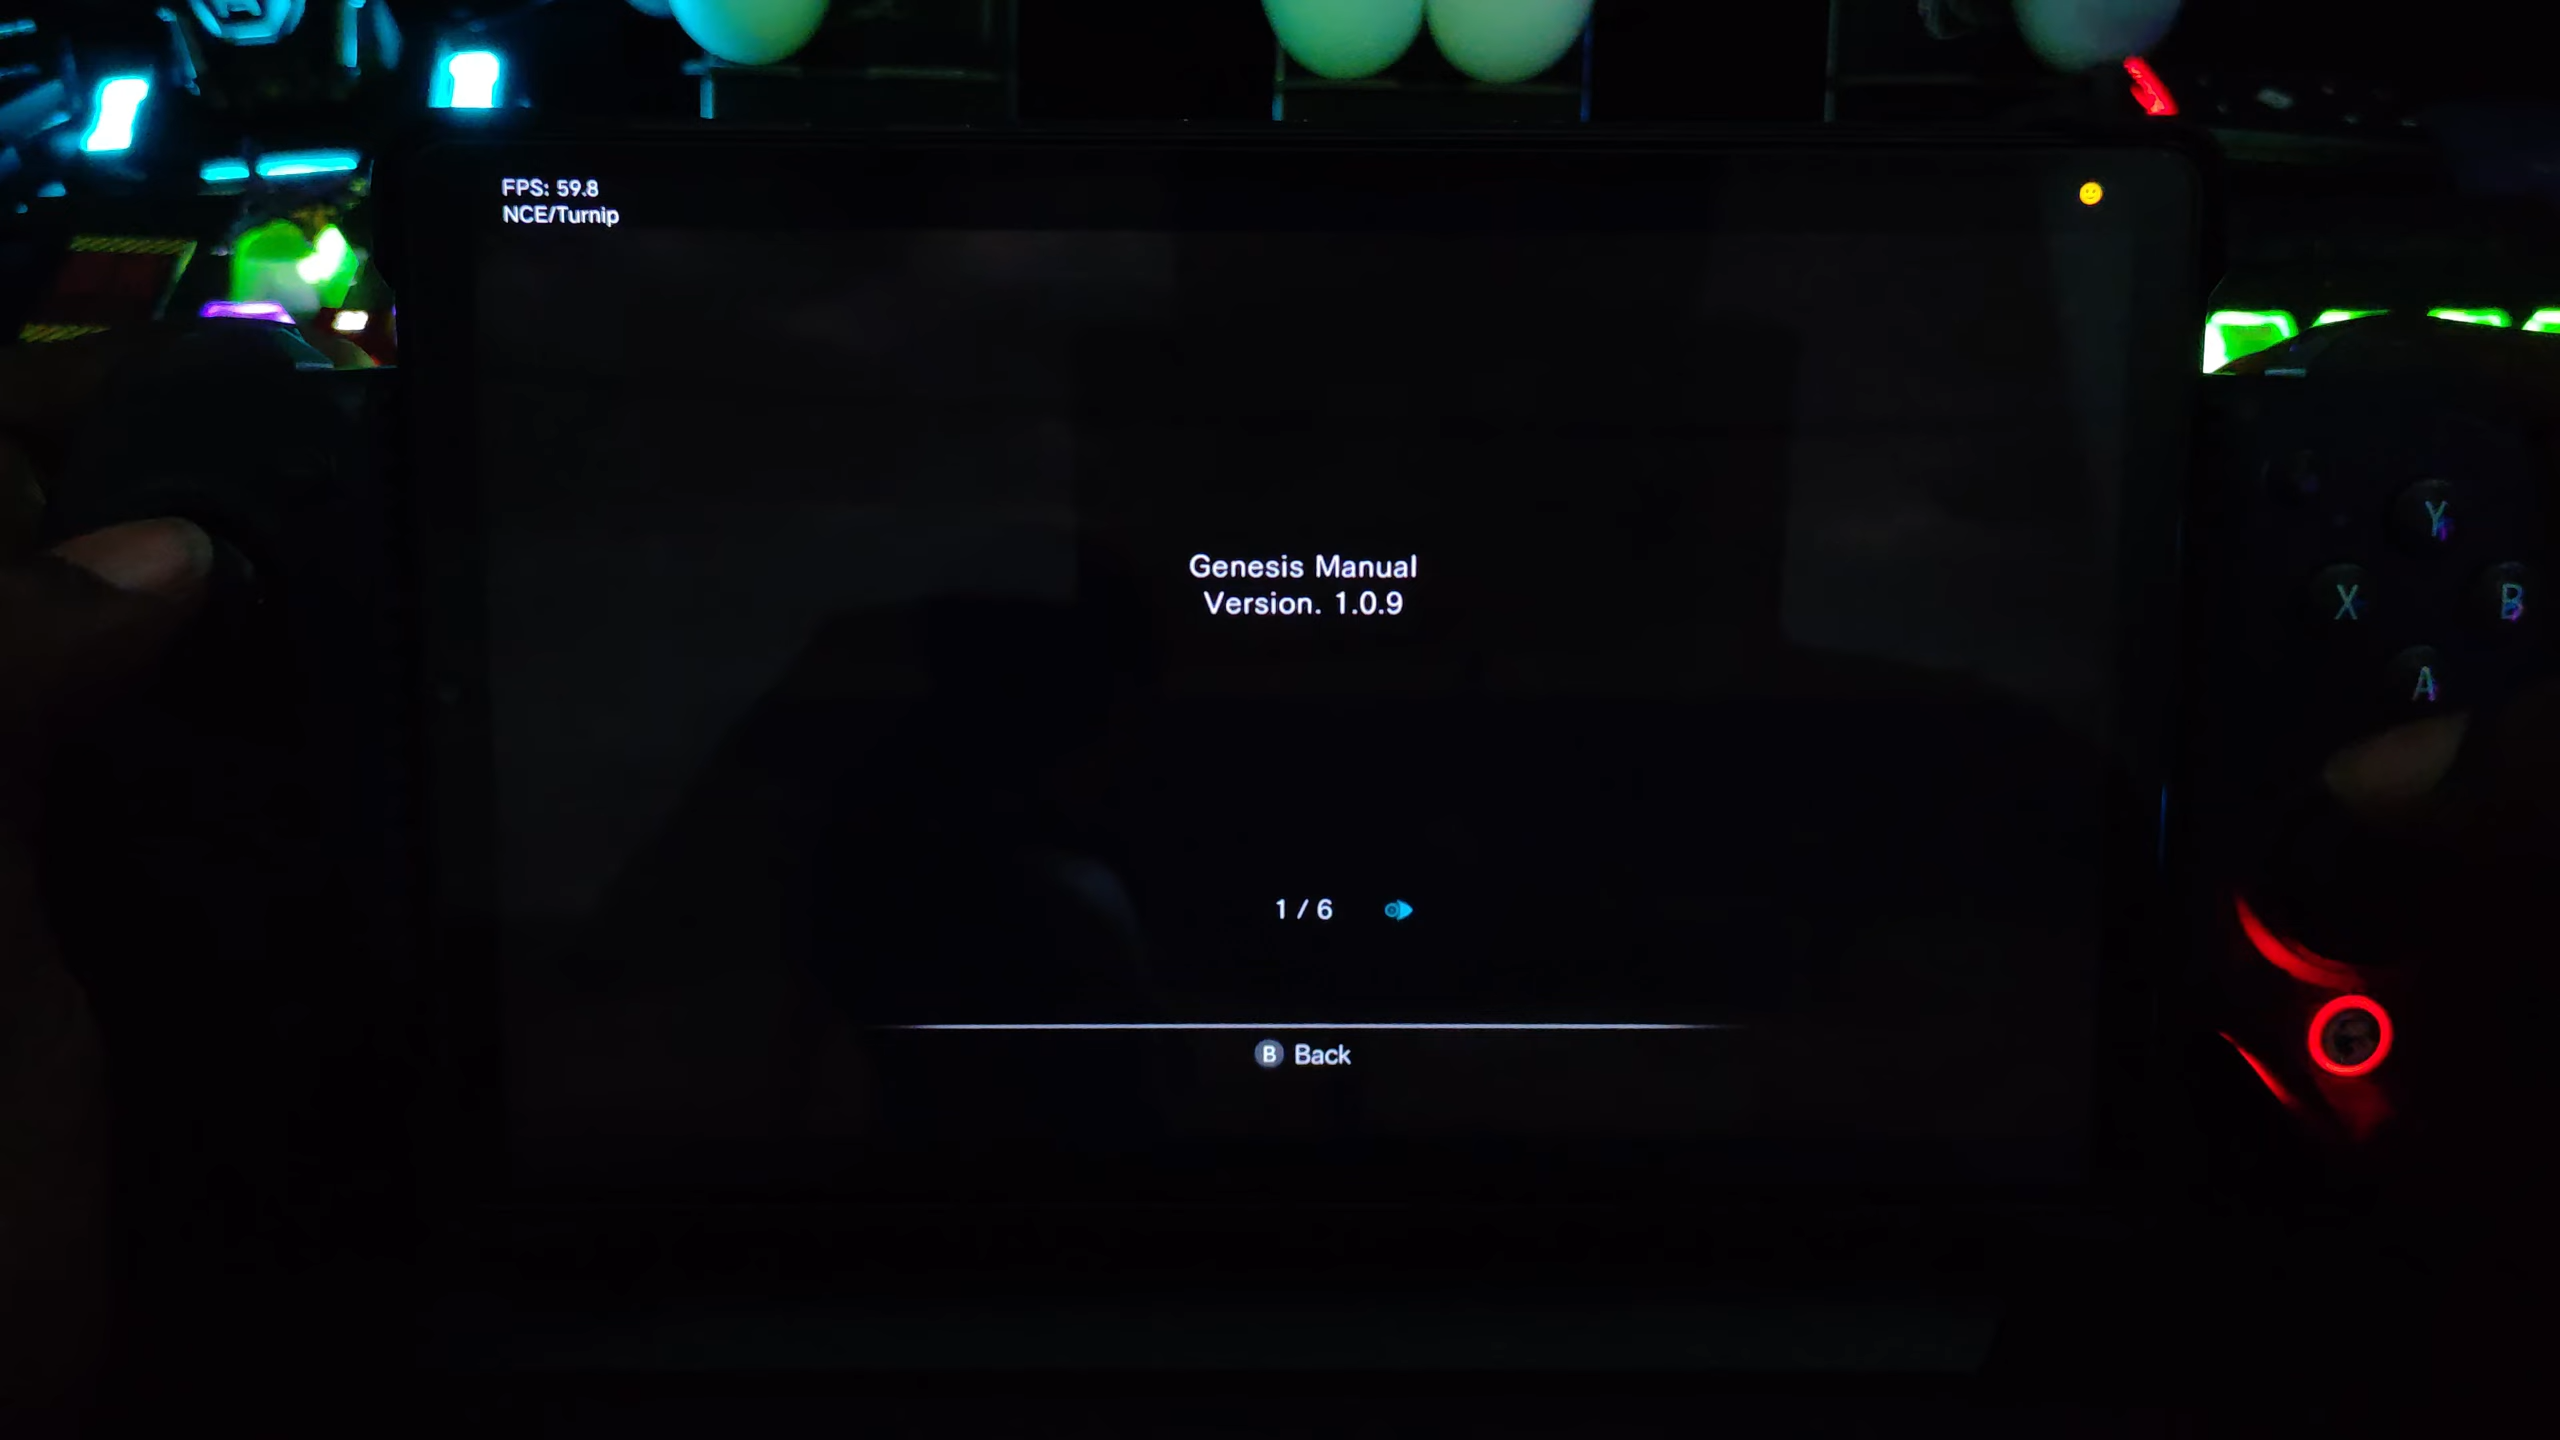 FPS: 59.8
NCE/Turnip
Genesis Manual
Version. 1.0.9
1 / 6
B Back
Y
X
B
A